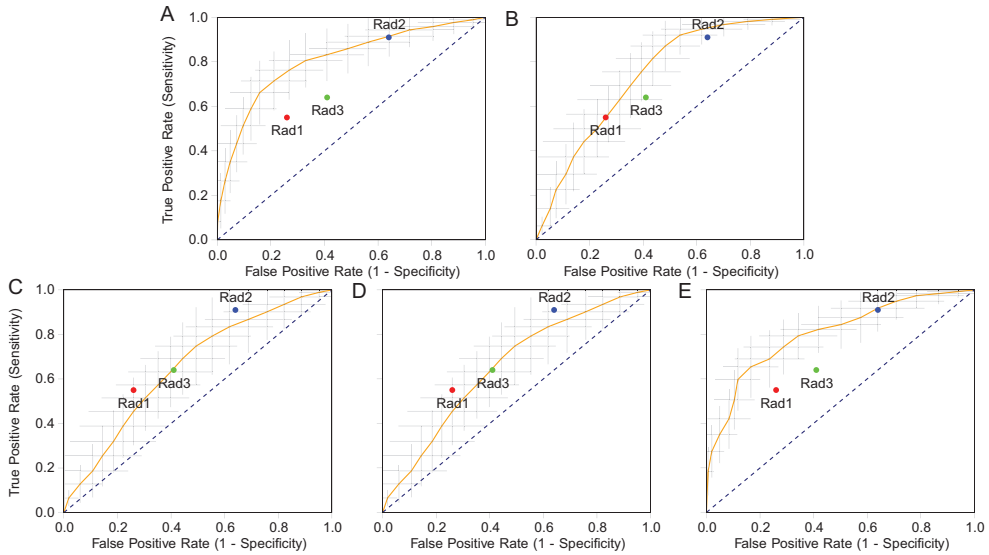 A
B
1.0
0.8
0.6
0.4
0.2
0.0
True Positive Rate (Sensitivity)
Rad2
Rad3
Rad1
0.0 0.2 0.4 0.6 0.8 1.0
False Positive Rate (1 - Specificity)
1.0
0.8
0.6
0.4
0.2
0.0
Rad2
Rad3
Rad1
0.0 0.2 0.4 0.6 0.8 1.0
False Positive Rate (1 - Specificity)
C
D
E
1.0
0.8
0.6
0.4
0.2
0.0
True Positive Rate (Sensitivity)
Rad2
Rad3
Rad1
0.0 0.2 0.4 0.6 0.8 1.0
False Positive Rate (1 - Specificity)
Rad2
Rad3
Rad1
0.0 0.2 0.4 0.6 0.8 1.0
False Positive Rate (1 - Specificity)
Rad2
Rad3
Rad1
0.0 0.2 0.4 0.6 0.8 1.0
False Positive Rate (1 - Specificity)